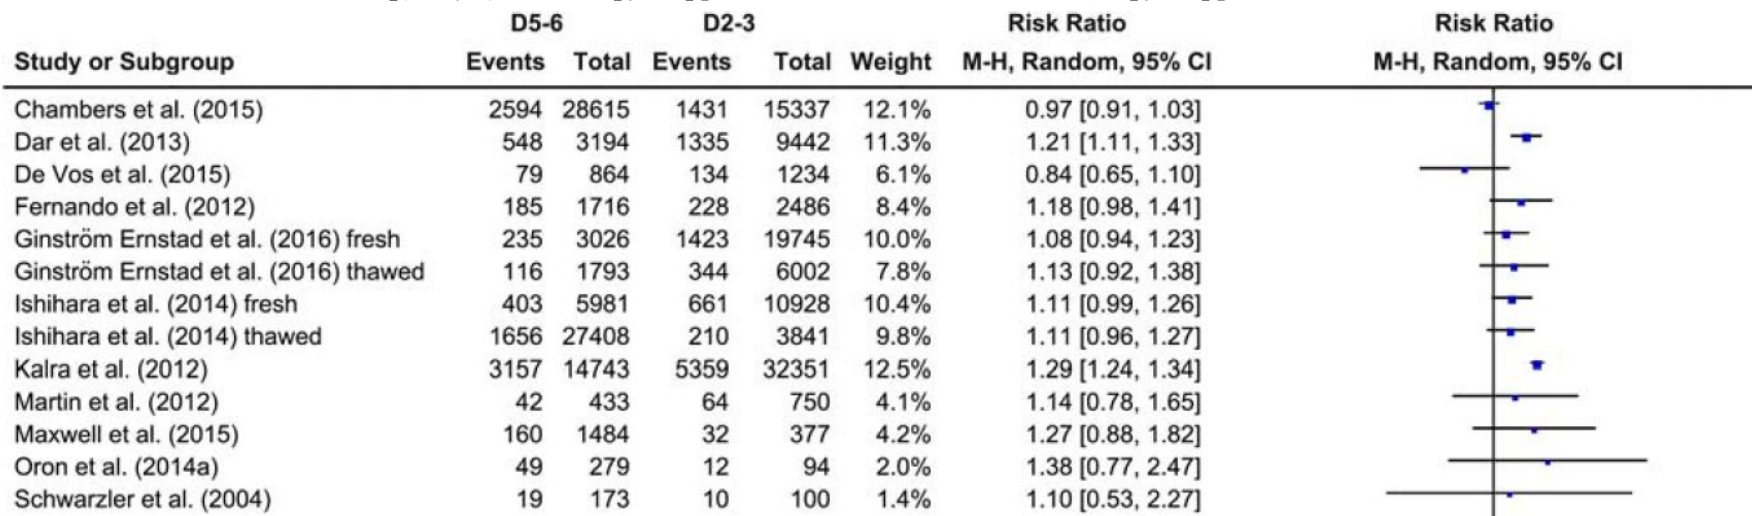 D5-6 D2-3 Risk Ratio Risk Ratio
Study or Subgroup Events Total Events Total Weight M-H, Random, 95% CI M-H, Random, 95% CI
Chambers et al. (2015) 2594 28615 1431 15337 12.1% 0.97 [0.91, 1.03]
Dar et al. (2013) 548 3194 1335 9442 11.3% 1.21 [1.11, 1.33]
De Vos et al. (2015) 79 864 134 1234 6.1% 0.84 [0.65, 1.10]
Fernando et al. (2012) 185 1716 228 2486 8.4% 1.18 [0.98, 1.41]
Ginström Ernstad et al. (2016) fresh 235 3026 1423 19745 10.0% 1.08 [0.94, 1.23]
Ginström Ernstad et al. (2016) thawed 116 1793 344 6002 7.8% 1.13 [0.92, 1.38]
Ishihara et al. (2014) fresh 403 5981 661 10928 10.4% 1.11 [0.99, 1.26]
Ishihara et al. (2014) thawed 1656 27408 210 3841 9.8% 1.11 [0.96, 1.27]
Kalra et al. (2012) 3157 14743 5359 32351 12.5% 1.29 [1.24, 1.34]
Martin et al. (2012) 42 433 64 750 4.1% 1.14 [0.78, 1.65]
Maxwell et al. (2015) 160 1484 32 377 4.2% 1.27 [0.88, 1.82]
Oron et al. (2014a) 49 279 12 94 2.0% 1.38 [0.77, 2.47]
Schwarzler et al. (2004) 19 173 10 100 1.4% 1.10 [0.53, 2.27]